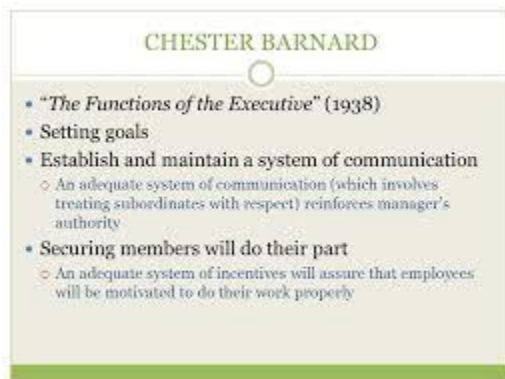 CHESTER BARNARD
• "The Functions of the Executive" (1938)
• Setting goals
• Establish and maintain a system of communication
○ An adequate system of communication (which involves
treating subordinates with respect) reinforces manager's
authority
• Securing members will do their part
○ An adequate system of incentives will assure that employees
will be motivated to do their work properly